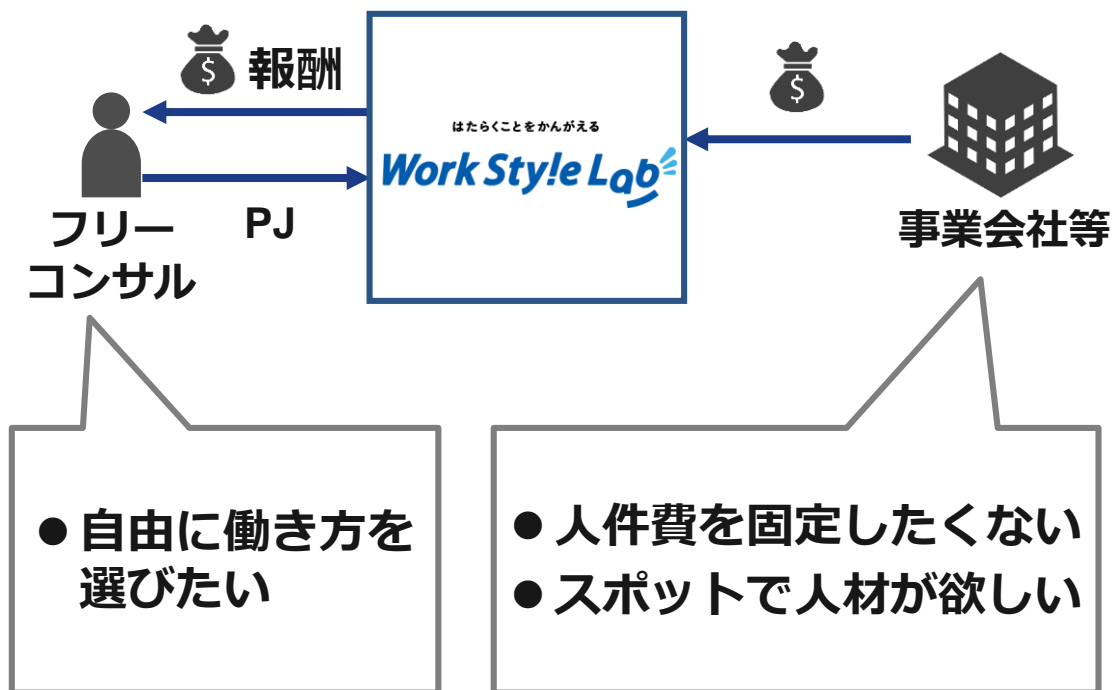 $ 報酬
$
はたらくことをかんがえる
Work Sty!e Lab
フリー
コンサル
PJ
事業会社等
● 自由に働き方を
選びたい
● 人件費を固定したくない
● スポットで人材が欲しい